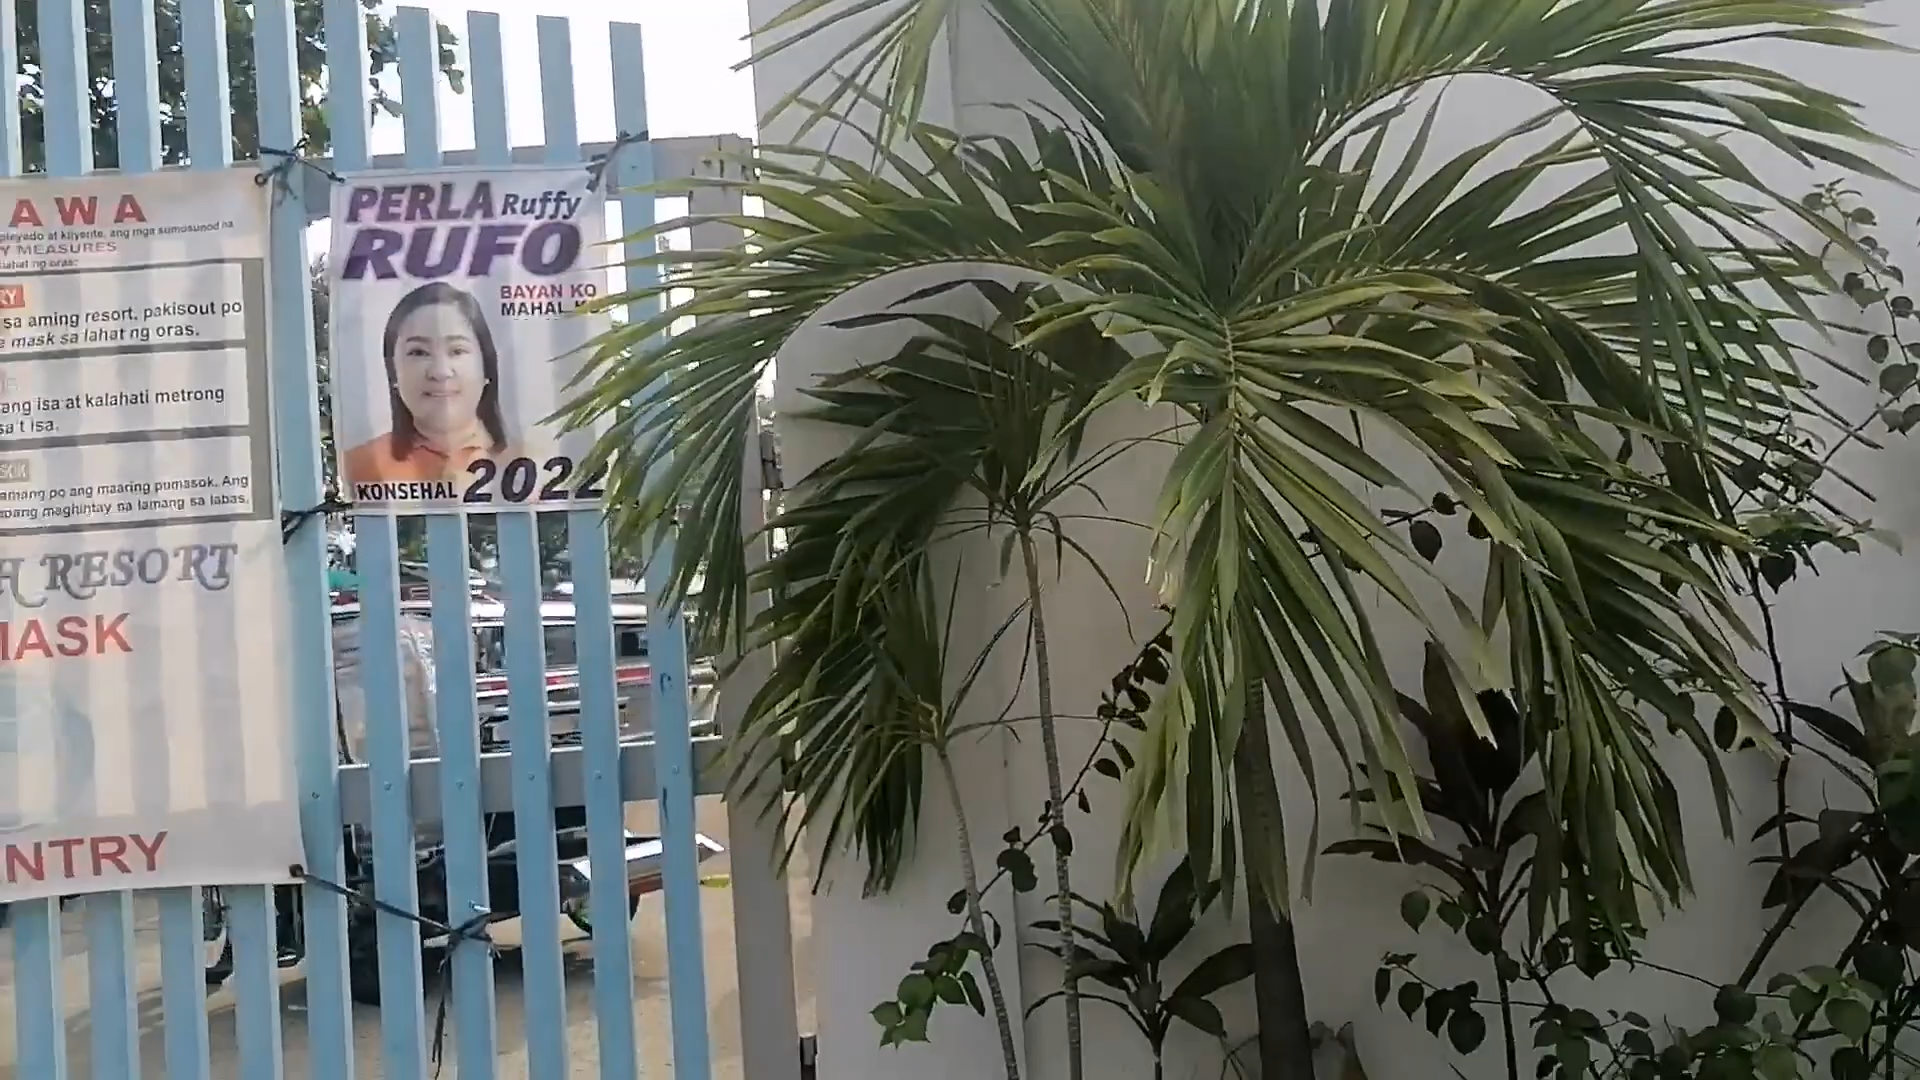 AWA
pleyado at kliyente, ang mga sumusunod na
Y MEASURES
lahat ng oras:
RY
sa aming resort, pakisout po
e mask sa lahat ng oras.
ang isa at kalahati metrong
sa't isa.
SOK
amang po ang maaring pumasok. Ang
pang maghintay na lamang sa labas.
H RESORT
MASK
NTRY
PERLA Ruffy
RUFO
BAYAN KO
MAHAL
KONSEHAL 2022